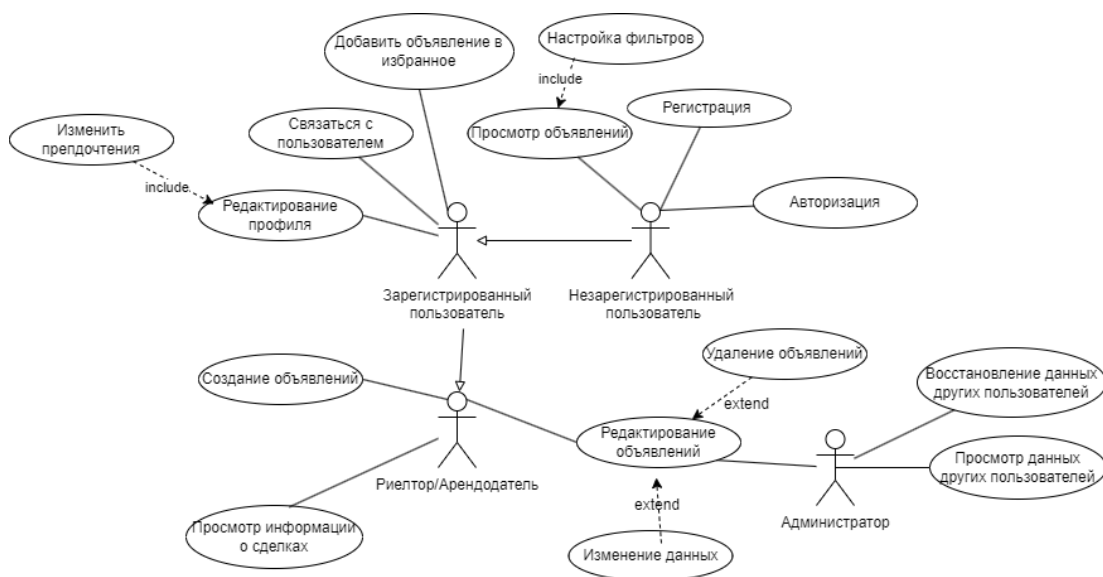 Добавить объявление в
избранное
Настройка фильтров
include
Регистрация
Изменить
препдочтения
Связаться с
пользователем
Просмотр объявлений
include
Редактирование
профиля
Авторизация
Зарегистрированный
пользователь
Незарегистрированный
пользователь
Создание объявлений
Удаление объявлений
extend
Восстановление данных
других пользователей
Редактирование
объявлений
Просмотр данных
других пользователей
Риелтор/Арендодатель
extend
Администратор
Просмотр информации
о сделках
Изменение данных